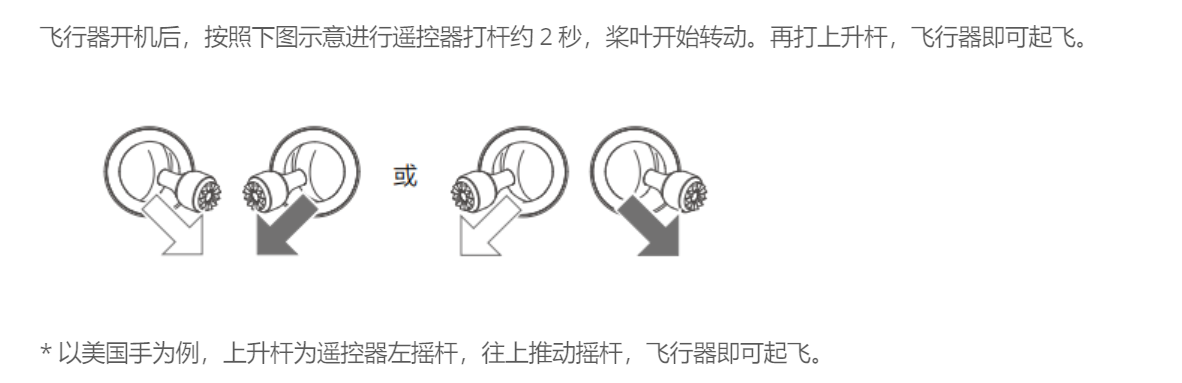 飞行器开机后，按照下图示意进行遥控器打杆约 2 秒，桨叶开始转动。再打上升杆，飞行器即可起飞。
或
* 以美国手为例，上升杆为遥控器左摇杆，往上推动摇杆，飞行器即可起飞。